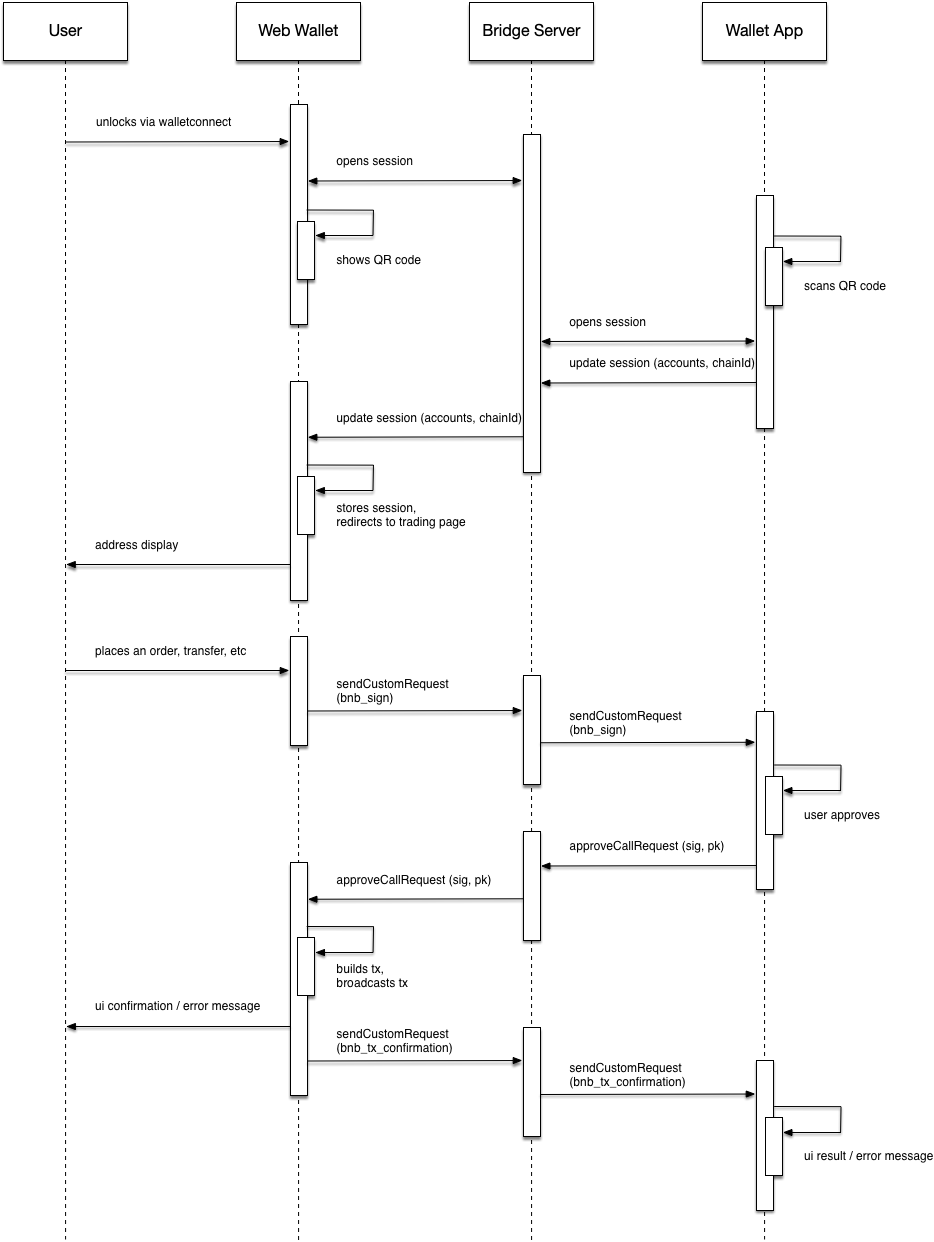 User
Web Wallet
Bridge Server
Wallet App
unlocks via walletconnect
opens session
shows QR code
scans QR code
opens session
update session (accounts, chainId)
update session (accounts, chainId)
stores session,
redirects to trading page
address display
places an order, transfer, etc
sendCustomRequest
(bnb_sign)
sendCustomRequest
(bnb_sign)
user approves
approveCallRequest (sig, pk)
approveCallRequest (sig, pk)
builds tx,
broadcasts tx
ui confirmation / error message
sendCustomRequest
(bnb_tx_confirmation)
sendCustomRequest
(bnb_tx_confirmation)
ui result / error message